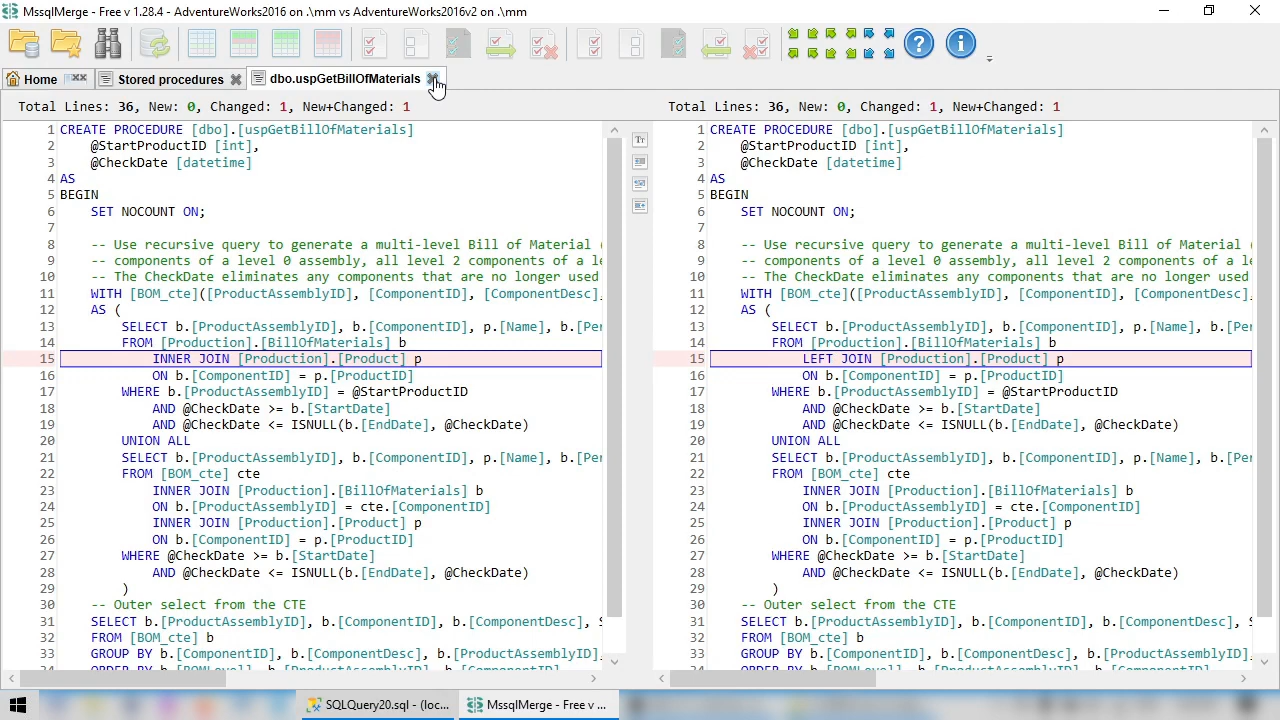 MssqlMerge - Free v 1.28.4 - AdventureWorks2016 on .\mm vs AdventureWorks2016v2 on .\mm
Home
Stored procedures
dbo.uspGetBillOfMaterials
Total Lines: 36, New: 0, Changed: 1, New+Changed: 1
1 CREATE PROCEDURE [dbo].[uspGetBillOfMaterials]
2 @StartProductID [int],
3 @CheckDate [datetime]
4 AS
5 BEGIN
6 SET NOCOUNT ON;
7
8 -- Use recursive query to generate a multi-level Bill of Material
9 -- components of a level 0 assembly, all level 2 components of a
10 -- The CheckDate eliminates any components that are no longer used
11 WITH [BOM_cte]([ProductAssemblyID], [ComponentID], [ComponentDesc]
12 AS (
13 SELECT b.[ProductAssemblyID], b.[ComponentID], p.[Name], b.[Per
14 FROM [Production].[BillOfMaterials] b
15 INNER JOIN [Production].[Product] p
16 ON b.[ComponentID] = p.[ProductID]
17 WHERE b.[ProductAssemblyID] = @StartProductID
18 AND @CheckDate >= b.[StartDate]
19 AND @CheckDate <= ISNULL(b.[EndDate], @CheckDate)
20 UNION ALL
21 SELECT b.[ProductAssemblyID], b.[ComponentID], p.[Name], b.[Per
22 FROM [BOM_cte] cte
23 INNER JOIN [Production].[BillOfMaterials] b
24 ON b.[ProductAssemblyID] = cte.[ComponentID]
25 INNER JOIN [Production].[Product] p
26 ON b.[ComponentID] = p.[ProductID]
27 WHERE @CheckDate >= b.[StartDate]
28 AND @CheckDate <= ISNULL(b.[EndDate], @CheckDate)
29 )
30 -- Outer select from the CTE
31 SELECT b.[ProductAssemblyID], b.[ComponentID], b.[ComponentDesc],
32 FROM [BOM_cte] b
33 GROUP BY b.[ComponentID], b.[ComponentDesc], b.[ProductAssemblyID]
34 ORDER BY b.[BOMLevel], b.[ProductAssemblyID], b.[ComponentID]
Tr
Total Lines: 36, New: 0, Changed: 1, New+Changed: 1
1 CREATE PROCEDURE [dbo].[uspGetBillOfMaterials]
2 @StartProductID [int],
3 @CheckDate [datetime]
4 AS
5 BEGIN
6 SET NOCOUNT ON;
7
8 -- Use recursive query to generate a multi-level Bill of Material
9 -- components of a level 0 assembly, all level 2 components of a
10 -- The CheckDate eliminates any components that are no longer used
11 WITH [BOM_cte]([ProductAssemblyID], [ComponentID], [ComponentDesc]
12 AS (
13 SELECT b.[ProductAssemblyID], b.[ComponentID], p.[Name], b.[Per
14 FROM [Production].[BillOfMaterials] b
15 LEFT JOIN [Production].[Product] p
16 ON b.[ComponentID] = p.[ProductID]
17 WHERE b.[ProductAssemblyID] = @StartProductID
18 AND @CheckDate >= b.[StartDate]
19 AND @CheckDate <= ISNULL(b.[EndDate], @CheckDate)
20 UNION ALL
21 SELECT b.[ProductAssemblyID], b.[ComponentID], p.[Name], b.[Per
22 FROM [BOM_cte] cte
23 INNER JOIN [Production].[BillOfMaterials] b
24 ON b.[ProductAssemblyID] = cte.[ComponentID]
25 INNER JOIN [Production].[Product] p
26 ON b.[ComponentID] = p.[ProductID]
27 WHERE @CheckDate >= b.[StartDate]
28 AND @CheckDate <= ISNULL(b.[EndDate], @CheckDate)
29 )
30 -- Outer select from the CTE
31 SELECT b.[ProductAssemblyID], b.[ComponentID], b.[ComponentDesc],
32 FROM [BOM_cte] b
33 GROUP BY b.[ComponentID], b.[ComponentDesc], b.[ProductAssemblyID]
34 ORDER BY b.[BOMLevel], b.[ProductAssemblyID], b.[ComponentID]
SQLQuery20.sql - (loc...
MssqlMerge - Free v ...